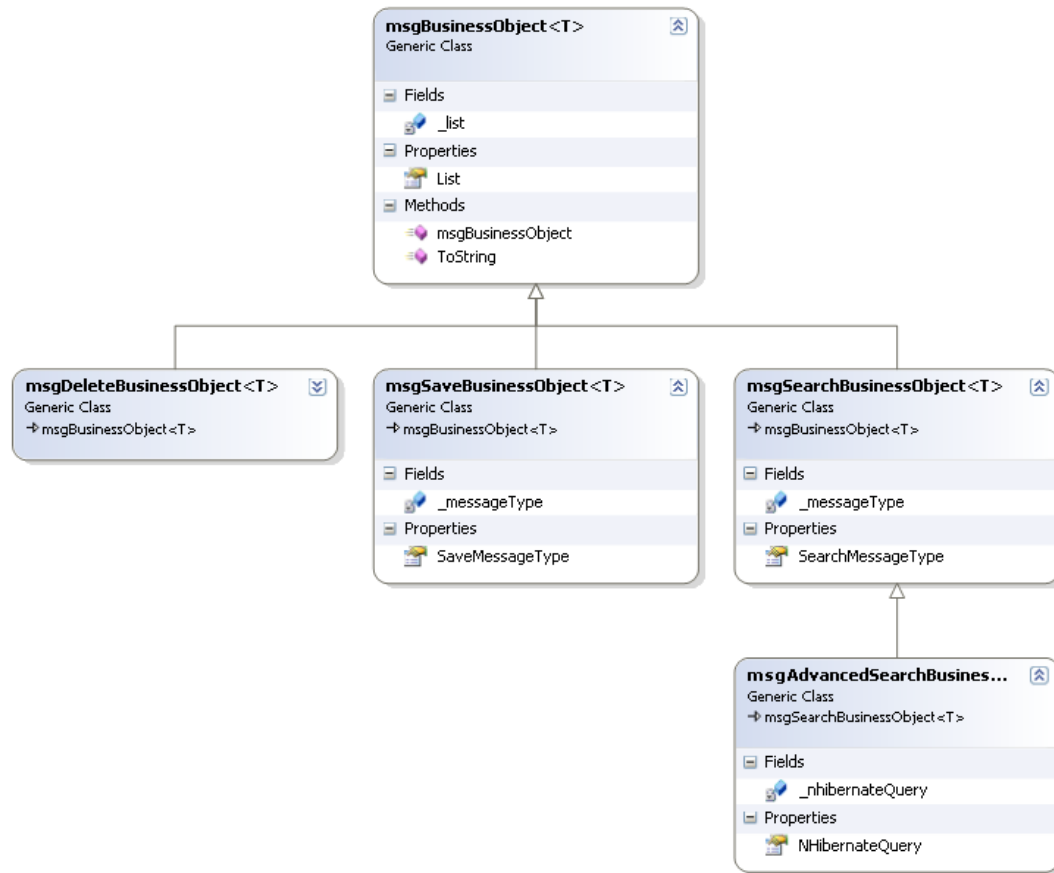 msgBusinessObject<T>
Generic Class
Fields
_list
Properties
List
Methods
msgBusinessObject
ToString
msgDeleteBusinessObject<T>
Generic Class
msgBusinessObject<T>
msgSaveBusinessObject<T>
Generic Class
msgBusinessObject<T>
Fields
_messageType
Properties
SaveMessageType
msgSearchBusinessObject<T>
Generic Class
msgBusinessObject<T>
Fields
_messageType
Properties
SearchMessageType
msgAdvancedSearchBusines...
Generic Class
msgSearchBusinessObject<T>
Fields
_nhibernateQuery
Properties
NHibernateQuery